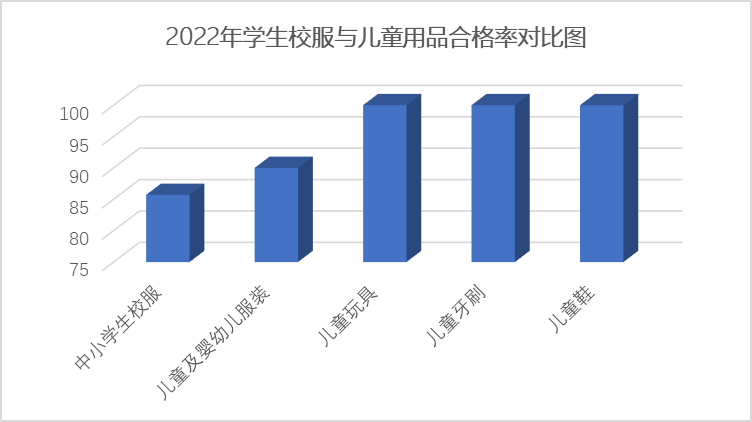 2022年学生校服与儿童用品合格率对比图
100
95
90
85
80
75
中小学生校服
儿童及婴幼儿服装
儿童玩具
儿童牙刷
儿童鞋